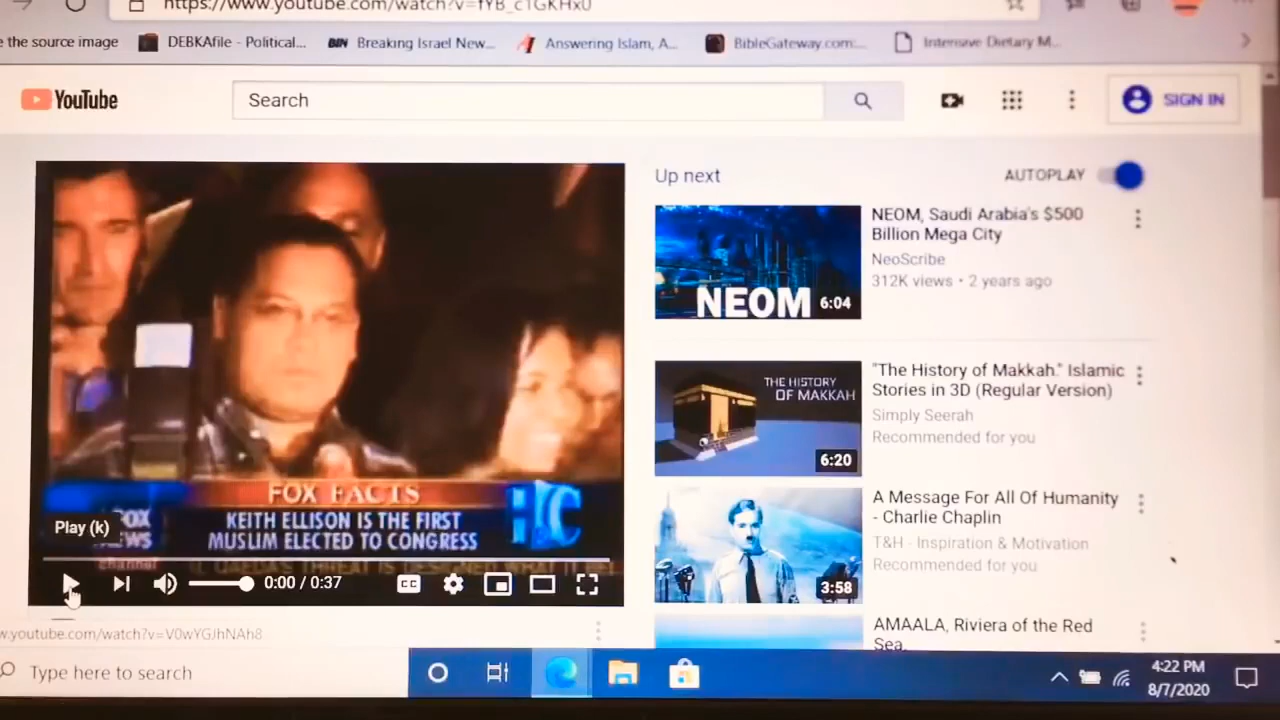 https://www.youtube.com/watch?v=fYB_c1GKHx0
e the source image
DEBKAfile - Political...
BIN Breaking Israel New...
Answering Islam, A...
BibleGateway.com:...
Intensive Dietary M...
YouTube
Search
SIGN IN
Up next
AUTOPLAY
NEOM
6:04
NEOM, Saudi Arabia's $500
Billion Mega City
NeoScribe
312K views • 2 years ago
THE HISTORY
OF MAKKAH
6:20
"The History of Makkah." Islamic
Stories in 3D (Regular Version)
Simply Seerah
Recommended for you
3:58
A Message For All Of Humanity
- Charlie Chaplin
T&H - Inspiration & Motivation
Recommended for you
AMAALA, Riviera of the Red
Sea,
FOX FACTS
KEITH ELLISON IS THE FIRST
MUSLIM ELECTED TO CONGRESS
H&C
Play (k)
FOX
NEWS
channel
0:00 / 0:37
CC
w.youtube.com/watch?v=V0wYGJhNAh8
Type here to search
4:22 PM
8/7/2020